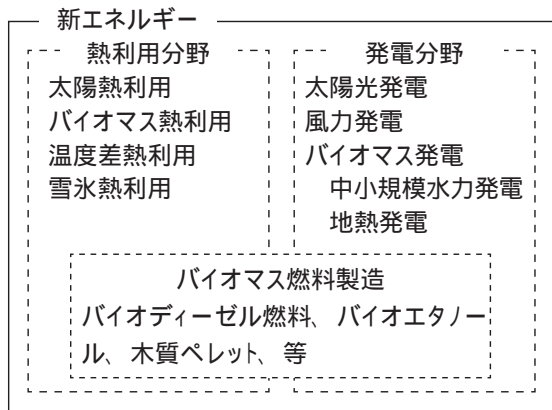 新エネルギー
熱利用分野
太陽熱利用
バイオマス熱利用
温度差熱利用
雪氷熱利用
発電分野
太陽光発電
風力発電
バイオマス発電
中小規模水力発電
地熱発電
バイオマス燃料製造
バイオディーゼル燃料、バイオエタノー
ル、木質ペレット、等